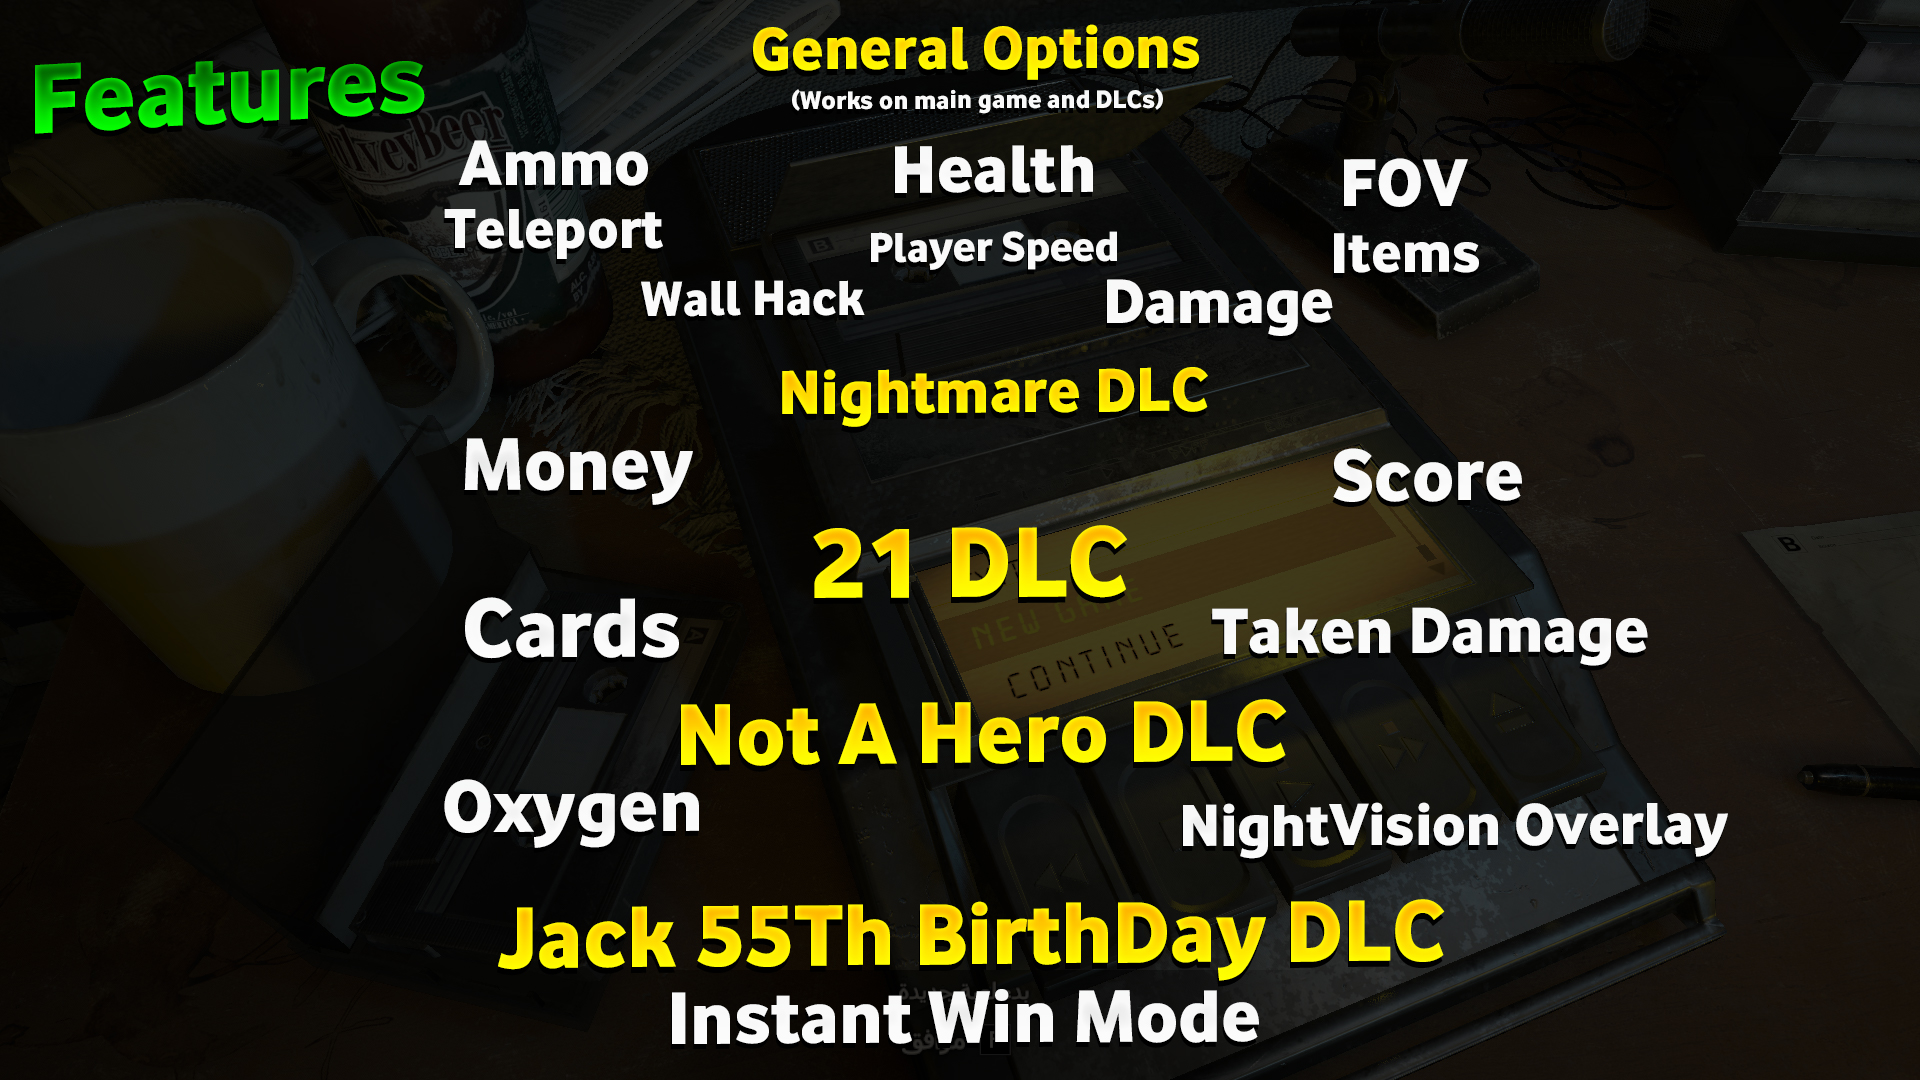 Features
General Options
(Works on main game and DLCs)
Ammo
Health
FOV
Teleport
Player Speed
Items
Wall Hack
Damage
Nightmare DLC
Money
Score
21 DLC
NEW GAME
CONTINUE
Cards
Taken Damage
Not A Hero DLC
Oxygen
NightVision Overlay
Jack 55Th BirthDay DLC
Instant Win Mode
B
B
A